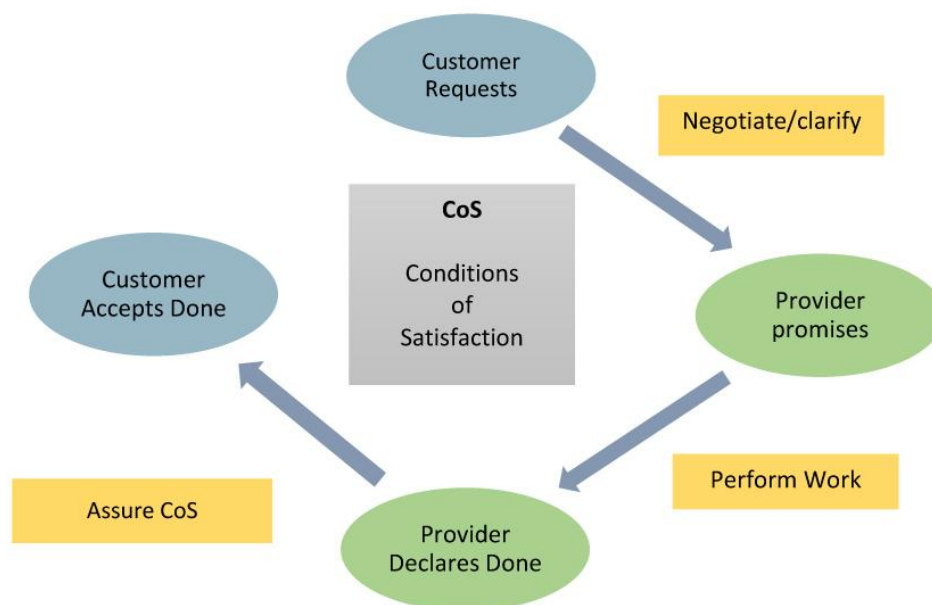 Customer
Requests
Negotiate/clarify
CoS
Conditions
of
Satisfaction
Customer
Accepts Done
Provider
promises
Perform Work
Assure CoS
Provider
Declares Done